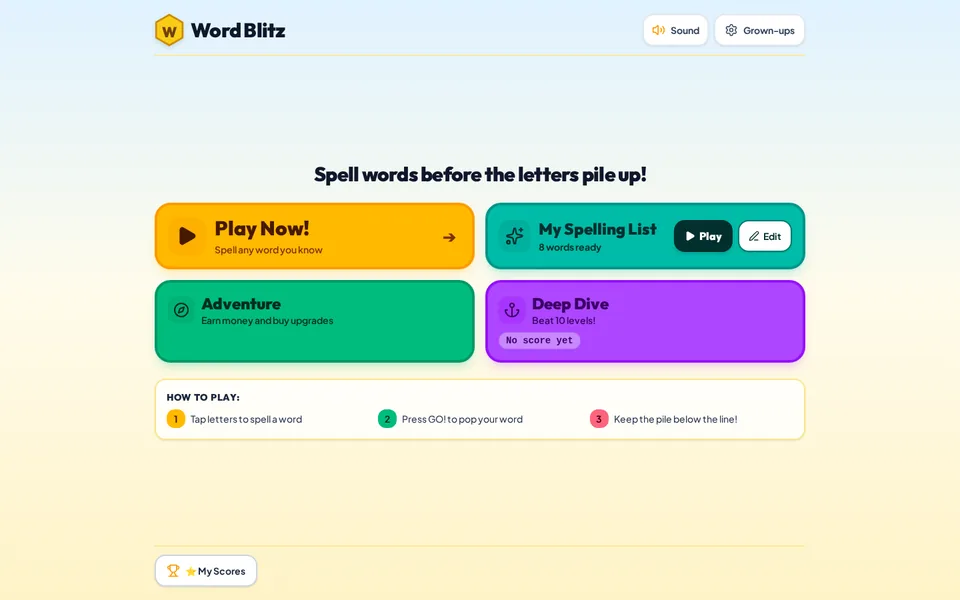 W Word Blitz
Sound
Grown-ups
Spell words before the letters pile up!
Play Now!
Spell any word you know
My Spelling List
8 words ready
Play
Edit
Adventure
Earn money and buy upgrades
Deep Dive
Beat 10 levels!
No score yet
HOW TO PLAY:
1 Tap letters to spell a word
2 Press GO! to pop your word
3 Keep the pile below the line!
⭐ My Scores